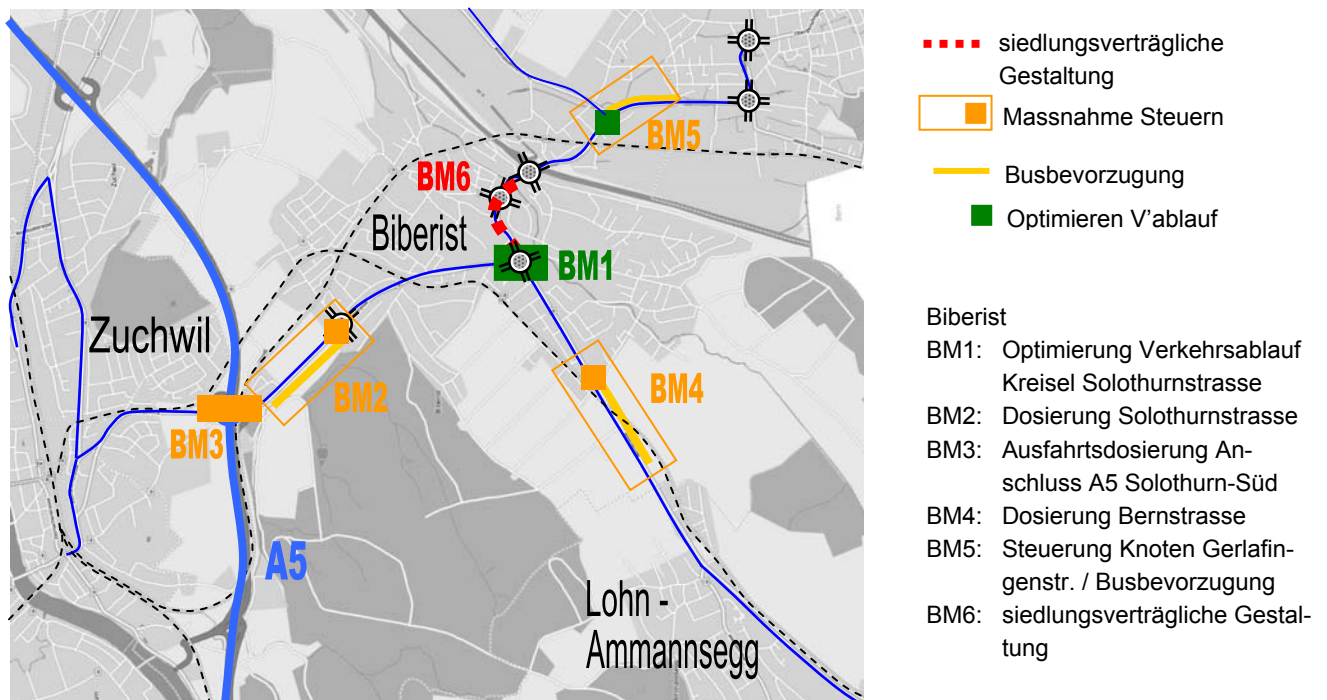 BM5
BM6
Biberist
BM1
Zuchwil
BM2
BM4
BM3
A5
Lohn -
Ammannsegg
siedlungsverträgliche
Gestaltung
Massnahme Steuern
Busbevorzugung
Optimieren V'ablauf
Biberist
BM1: Optimierung Verkehrsablauf
Kreisel Solothurnstrasse
BM2: Dosierung Solothurnstrasse
BM3: Ausfahrtsdosierung An-
schluss A5 Solothurn-Süd
BM4: Dosierung Bernstrasse
BM5: Steuerung Knoten Gerlafin-
genstr. / Busbevorzugung
BM6: siedlungsverträgliche Gestal-
tung